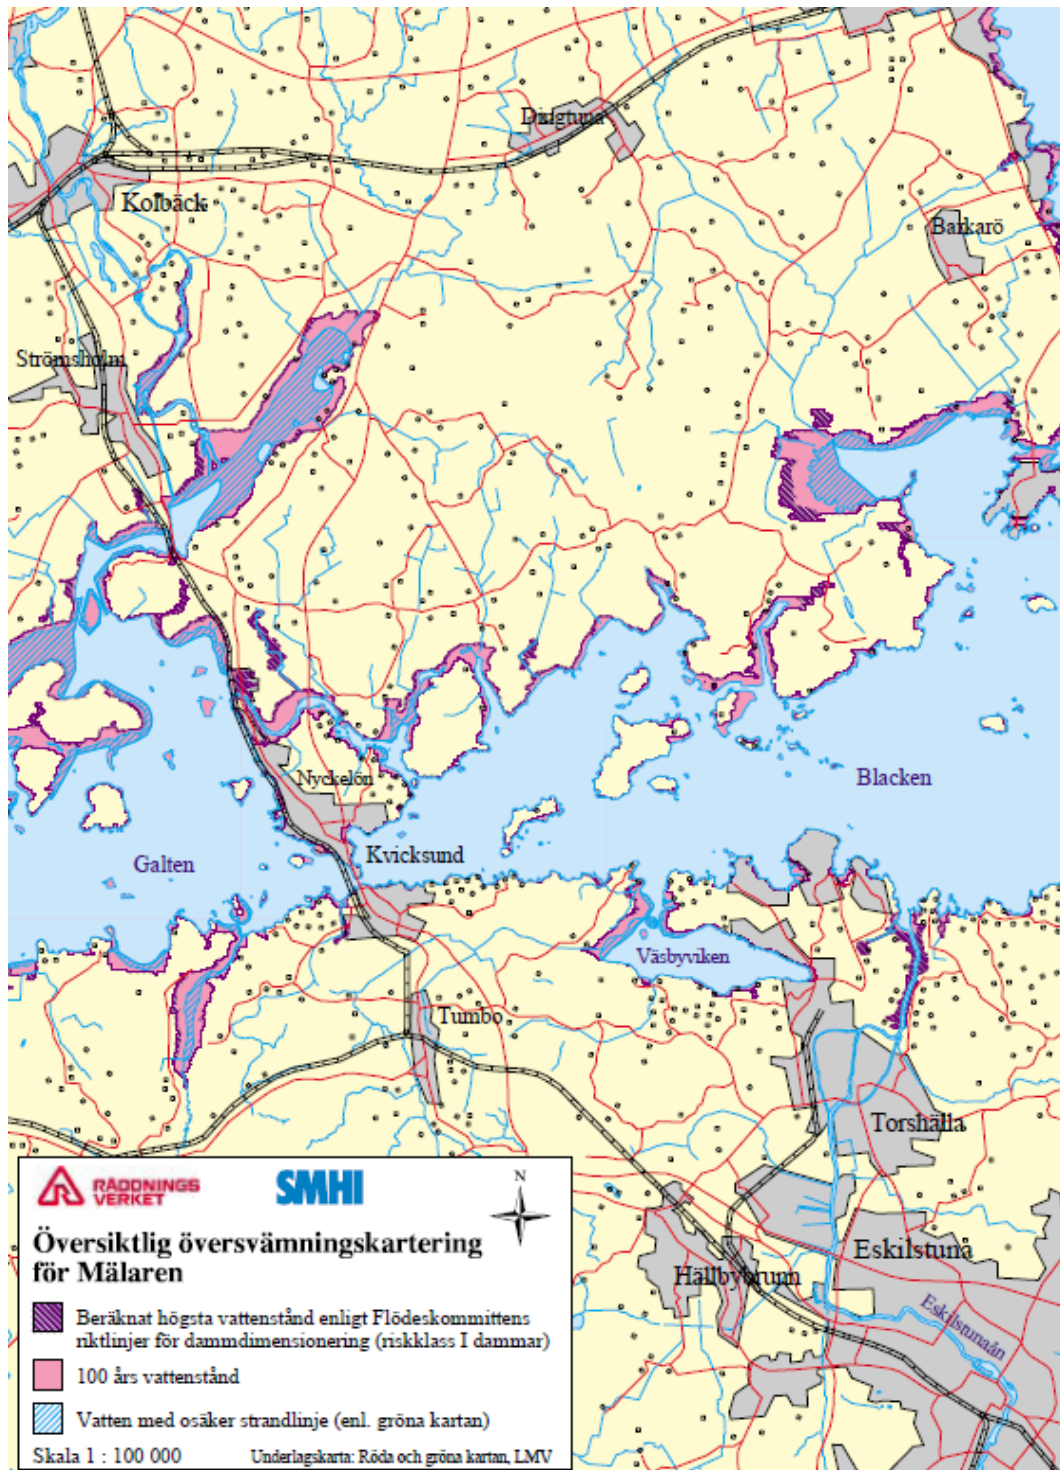 Dingtuna
Kolbäck
Barkarö
Strömsholm
Nyckelön
Blacken
Kvicksund
Galten
Väsbyviken
Tumbo
Torshälla
Eskilstuna
Hällbybrunn
Eskilstunaån
RÄDDNINGS
VERKET
SMHI
N
Översiktlig översvämningskartering
för Mälaren
Beräknat högsta vattenstånd enligt Flödeskommittens
riktlinjer för dammdimensionering (riskklass I dammar)
100 års vattenstånd
Vatten med osäker strandlinje (enl. gröna kartan)
Skala 1 : 100 000
Underlagskarta: Röda och gröna kartan, LMV